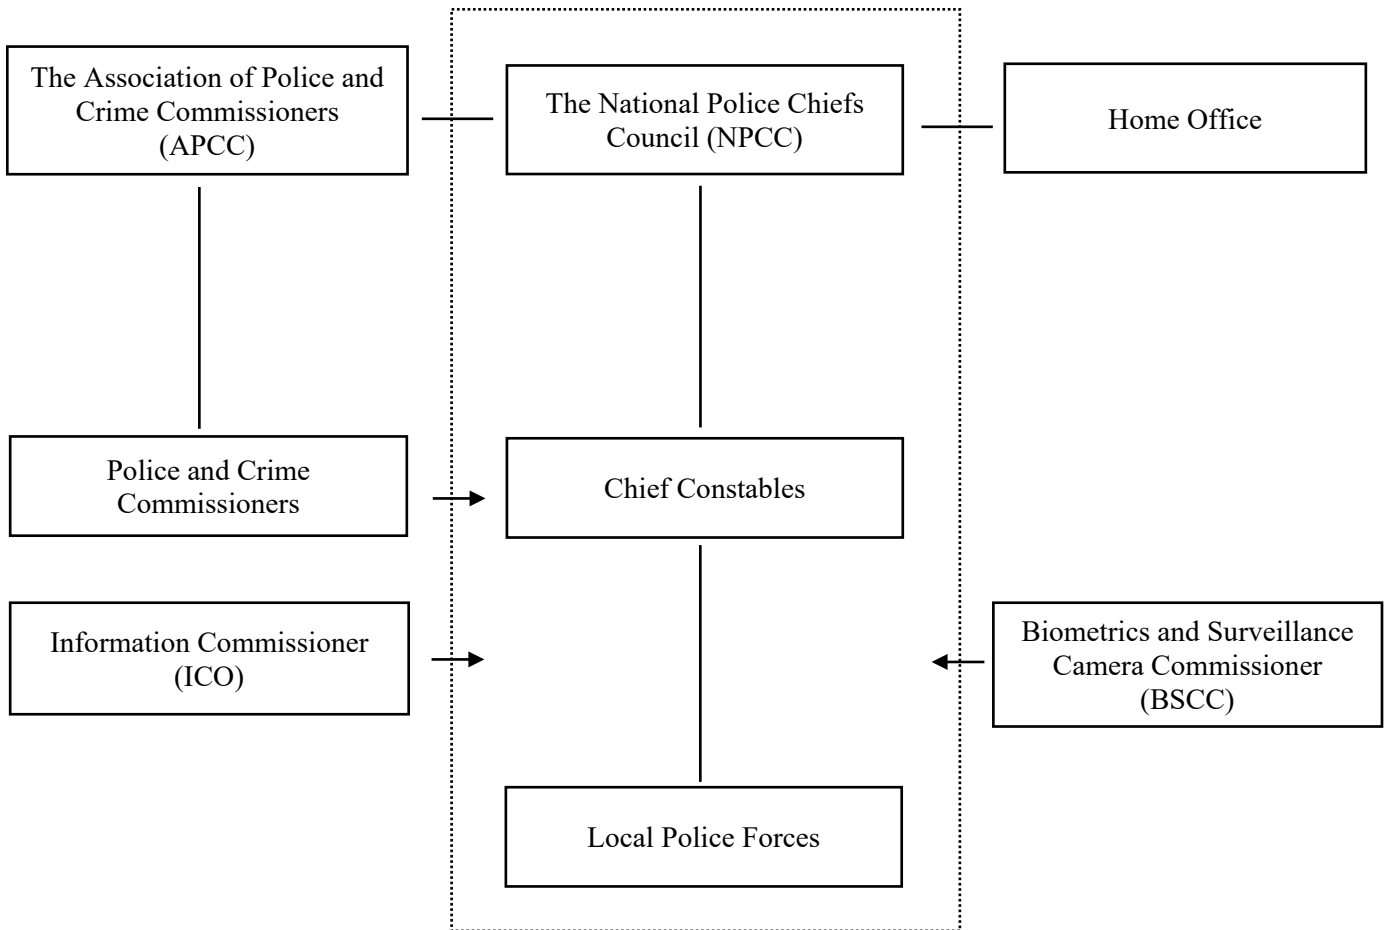 The Association of Police and
Crime Commissioners
(APCC)
The National Police Chiefs
Council (NPCC)
Home Office
Police and Crime
Commissioners
Chief Constables
Information Commissioner
(ICO)
Biometrics and Surveillance
Camera Commissioner
(BSCC)
Local Police Forces